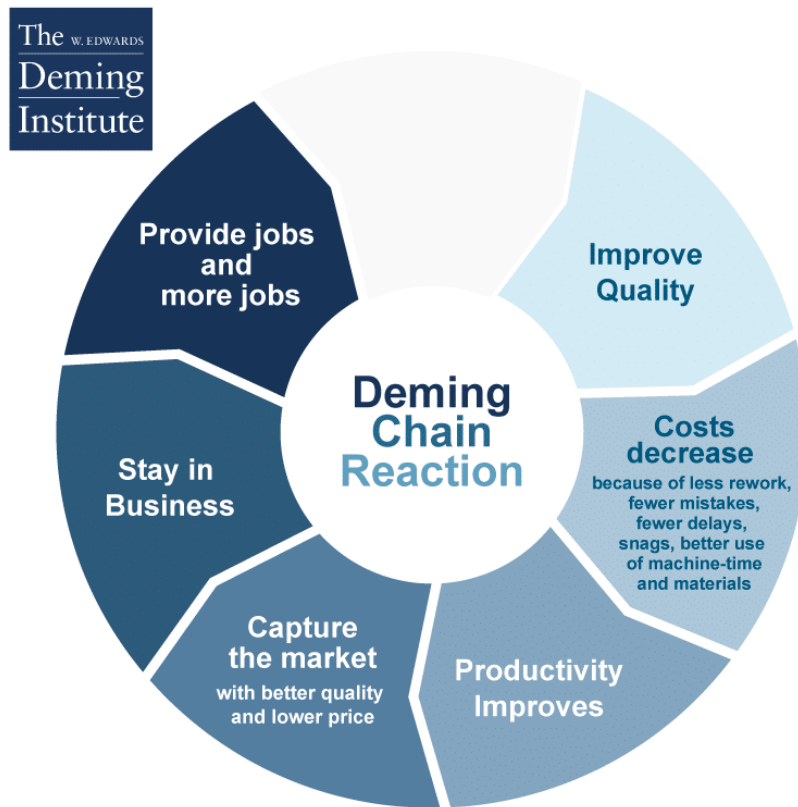 The W. EDWARDS
Deming
Institute
Deming
Chain
Reaction
Improve
Quality
Costs
decrease
because of less rework,
fewer mistakes,
fewer delays,
snags, better use
of machine-time
and materials
Productivity
Improves
Capture
the market
with better quality
and lower price
Stay in
Business
Provide jobs
and
more jobs